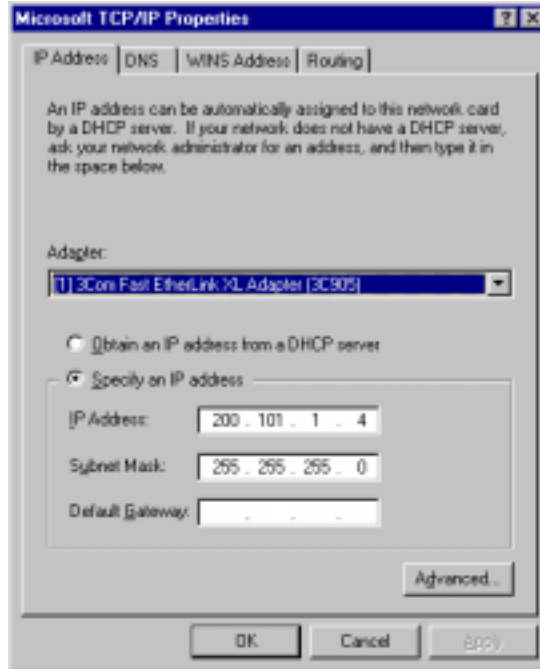 Microsoft TCP/IP Properties
IP Address DNS WINS Address Routing
An IP address can be automatically assigned to this network card
by a DHCP server. If your network does not have a DHCP server,
ask your network administrator for an address, and then type it in
the space below.
Adapter:
[1] 3Com Fast EtherLink XL Adapter (3C905)
Obtain an IP address from a DHCP server
Specify an IP address
IP Address: 200 . 101 . 1 . 4
Subnet Mask: 255 . 255 . 255 . 0
Default Gateway: . . .
Advanced...
OK Cancel Apply